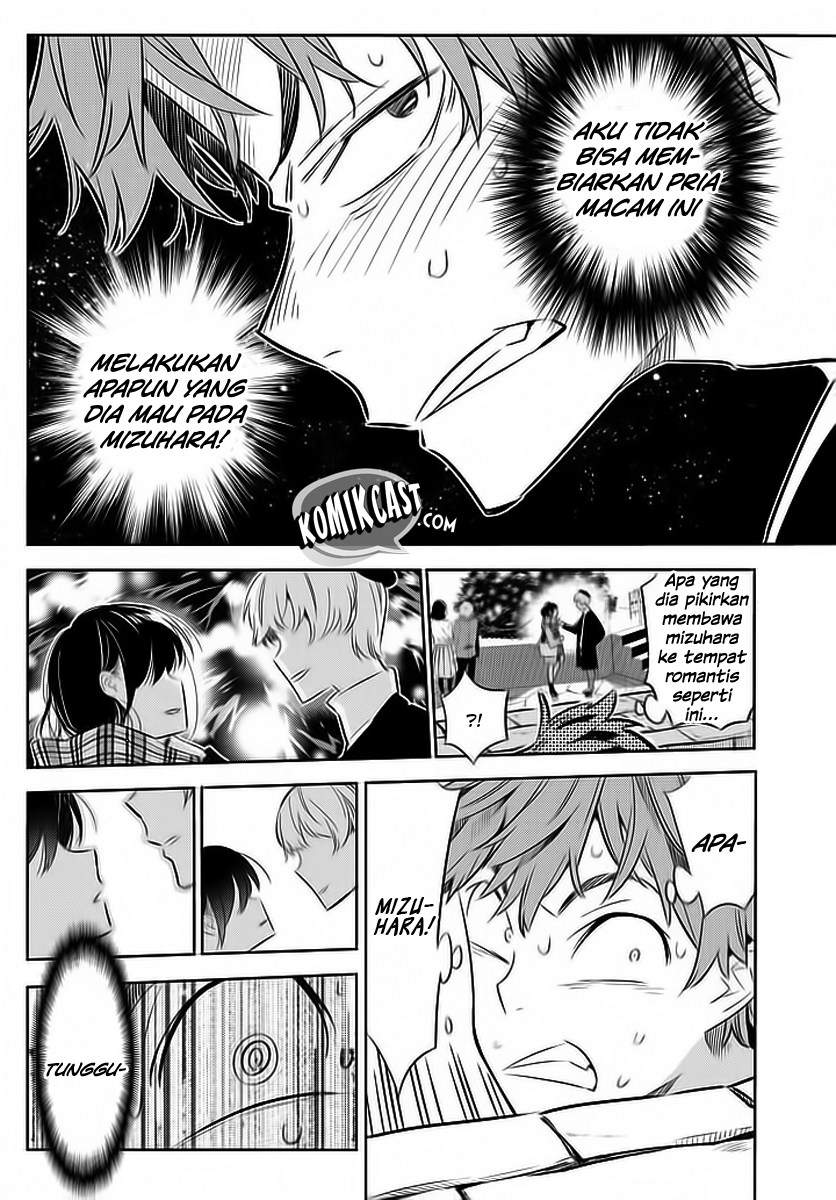 AKU TIDAK
BISA MEM-
BIARKAN PRIA
MACAM INI
MELAKUKAN
APAPUN YANG
DIA MAU PADA
MIZUHARA!
KOMIKCAST
.COM
Apa yang
dia pikirkan
membawa
mizuhara
ke tempat
romantis
seperti
ini...
?!
APA-
MIZU-
HARA!
TUNGGU-